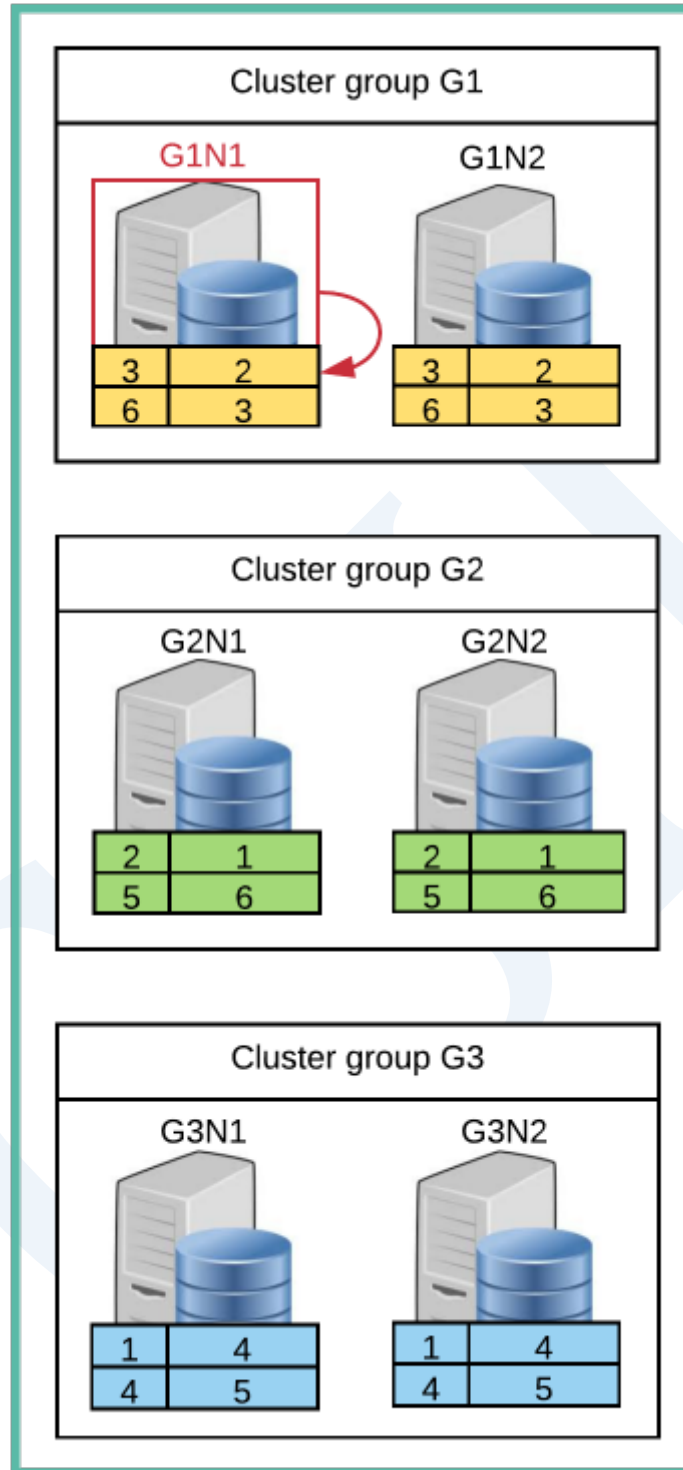 Cluster group G1
G1N1 G1N2
3 2 3 2
6 3 6 3
Cluster group G2
G2N1 G2N2
2 1 2 1
5 6 5 6
Cluster group G3
G3N1 G3N2
1 4 1 4
4 5 4 5